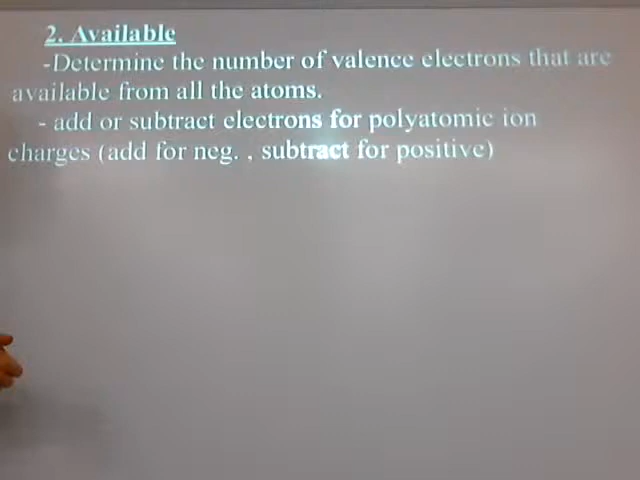 2. Available
-Determine the number of valence electrons that are
available from all the atoms.
- add or subtract electrons for polyatomic ion
charges (add for neg. , subtract for positive)